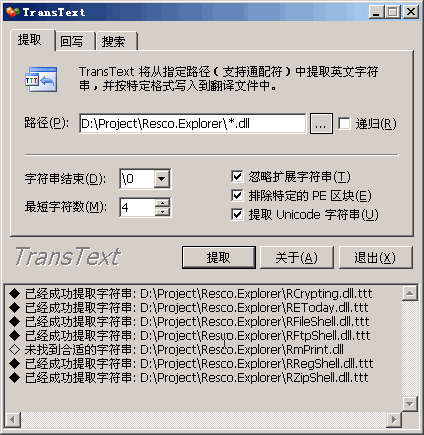 TransText
提取 回写 搜索
TransText 将从指定路径（支持通配符）中提取英文字符
串，并按特定格式写入到翻译文件中。
路径(P): D:\Project\Resco.Explorer\*.dll ... 递归(R)
字符串结束(D): \0 忽略扩展字符串(T)
排除特定的 PE 区块(E)
最短字符数(M): 4 提取 Unicode 字符串(U)
TransText 提取 关于(A) 退出(X)
◆ 已经成功提取字符串: D:\Project\Resco.Explorer\RCrypting.dll.ttt
◆ 已经成功提取字符串: D:\Project\Resco.Explorer\REToday.dll.ttt
◆ 已经成功提取字符串: D:\Project\Resco.Explorer\RFileShell.dll.ttt
◆ 已经成功提取字符串: D:\Project\Resco.Explorer\RFtpShell.dll.ttt
◇ 未找到合适的字符串: D:\Project\Resco.Explorer\RmPrint.dll
◆ 已经成功提取字符串: D:\Project\Resco.Explorer\RRegShell.dll.ttt
◆ 已经成功提取字符串: D:\Project\Resco.Explorer\RZipShell.dll.ttt